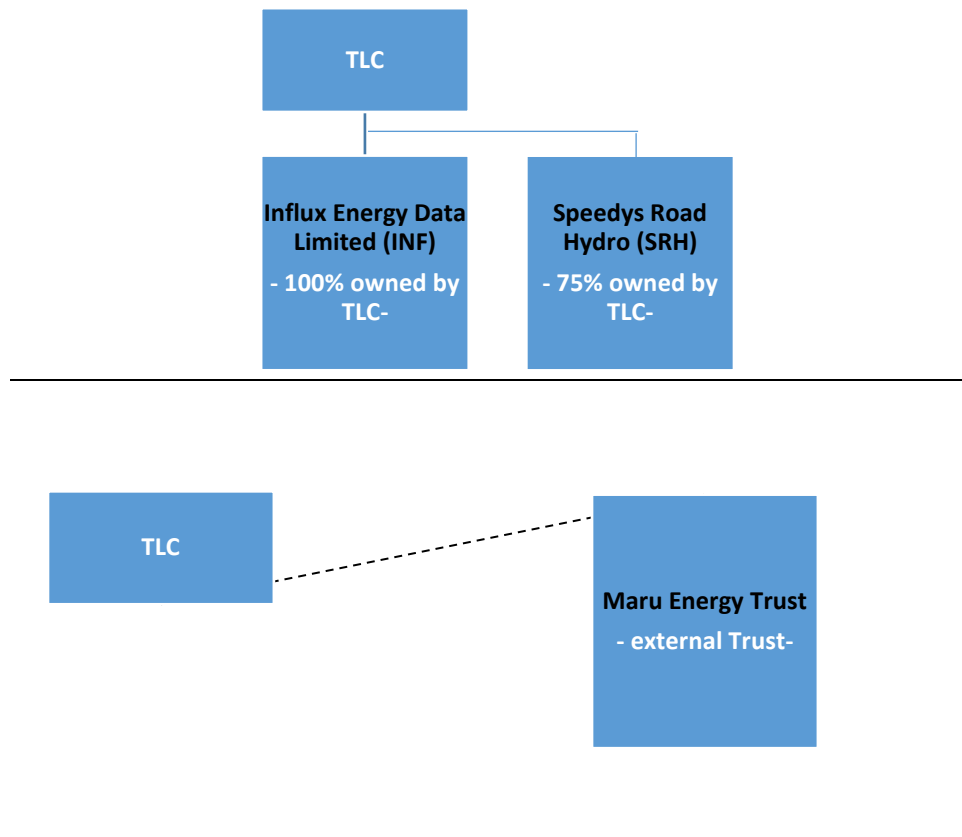 TLC
Influx Energy Data
Limited (INF)
- 100% owned by
TLC-
Speedys Road
Hydro (SRH)
- 75% owned by
TLC-
TLC
Maru Energy Trust
- external Trust-